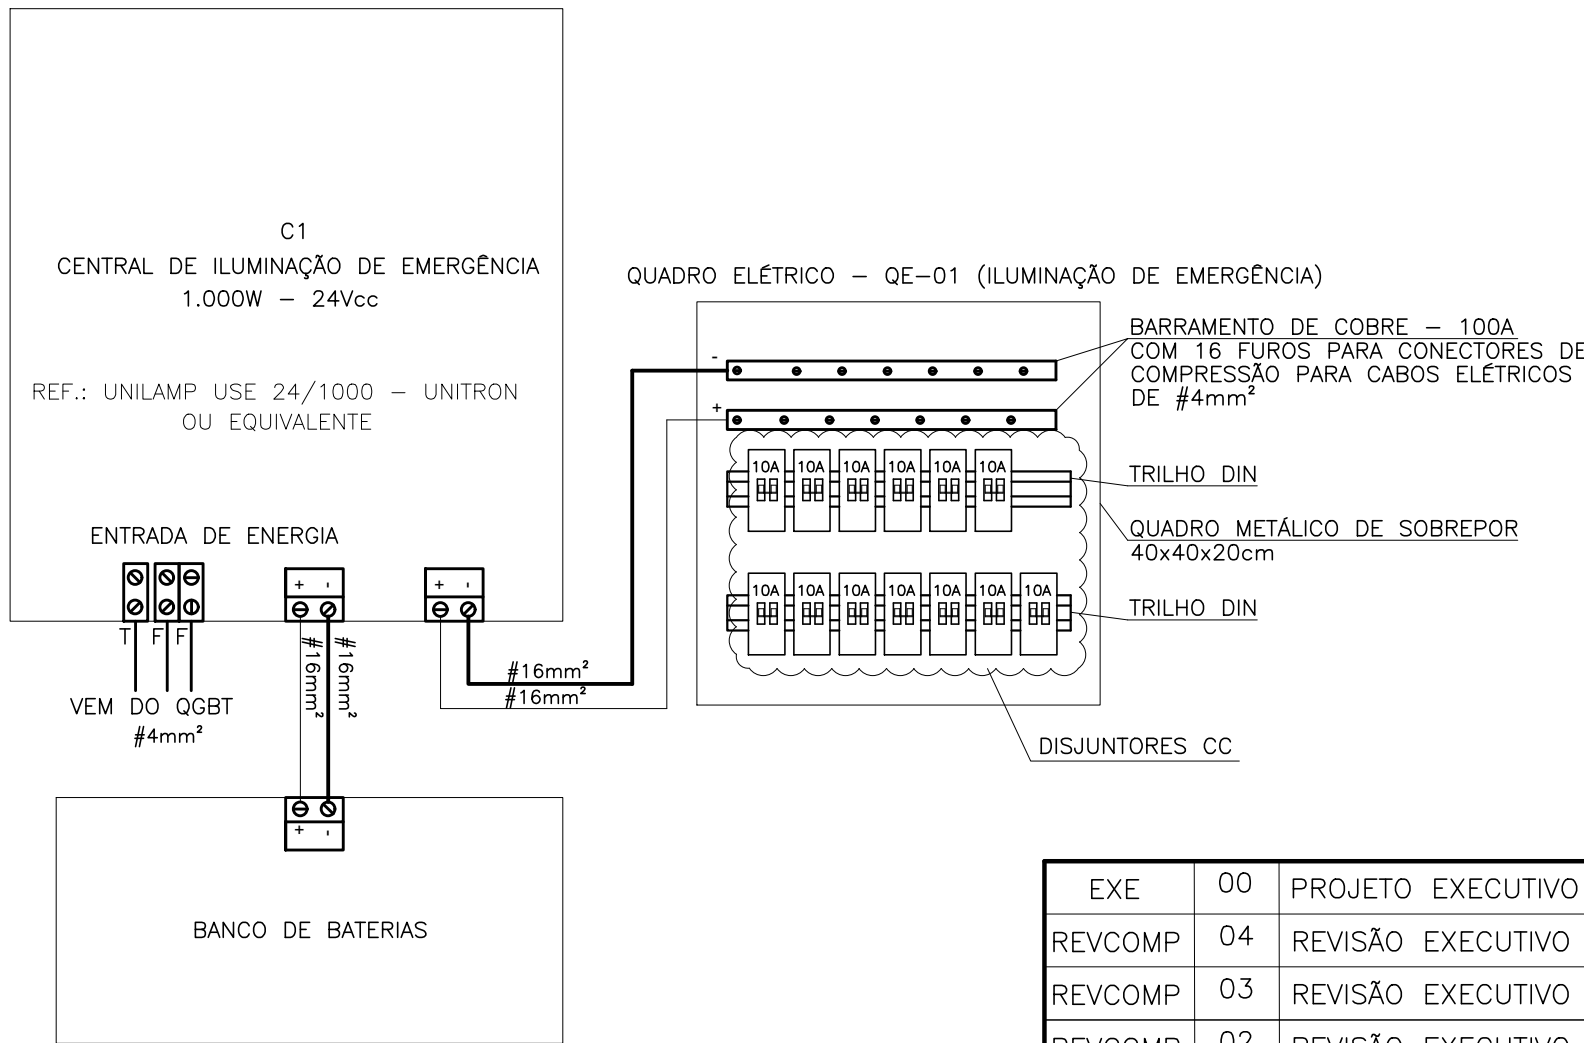 C1
CENTRAL DE ILUMINAÇÃO DE EMERGÊNCIA
1.000W – 24Vcc
REF.: UNILAMP USE 24/1000 – UNITRON
OU EQUIVALENTE
ENTRADA DE ENERGIA
+ -
+ -
T F F
#16mm²
#16mm²
VEM DO QGBT
#4mm²
#16mm²
#16mm²
+ -
BANCO DE BATERIAS
QUADRO ELÉTRICO – QE-01 (ILUMINAÇÃO DE EMERGÊNCIA)
-
+
BARRAMENTO DE COBRE – 100A
COM 16 FUROS PARA CONECTORES DE
COMPRESSÃO PARA CABOS ELÉTRICOS
DE #4mm²
10A 10A 10A 10A 10A 10A
TRILHO DIN
QUADRO METÁLICO DE SOBREPOR
40x40x20cm
10A 10A 10A 10A 10A 10A 10A
TRILHO DIN
DISJUNTORES CC
EXE 00 PROJETO EXECUTIVO
REVCOMP 04 REVISÃO EXECUTIVO
REVCOMP 03 REVISÃO EXECUTIVO
REVCOMP 02 REVISÃO EXECUTIVO